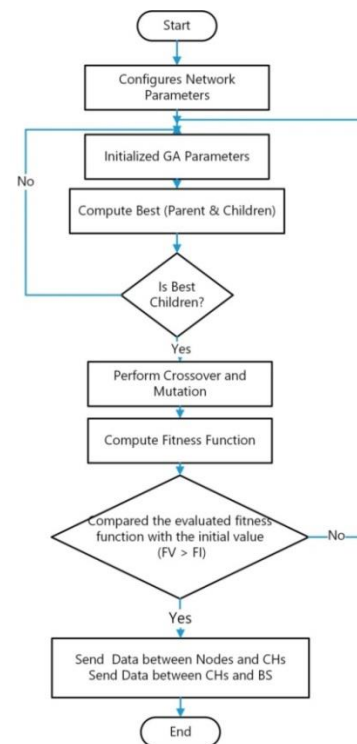 Start
Configures Network
Parameters
Initialized GA Parameters
No
Compute Best (Parent & Children)
Is Best
Children?
Yes
Perform Crossover and
Mutation
Compute Fitness Function
Compared the evaluated fitness
function with the initial value
(FV > FI)
No
Yes
Send Data between Nodes and CHs
Send Data between CHs and BS
End